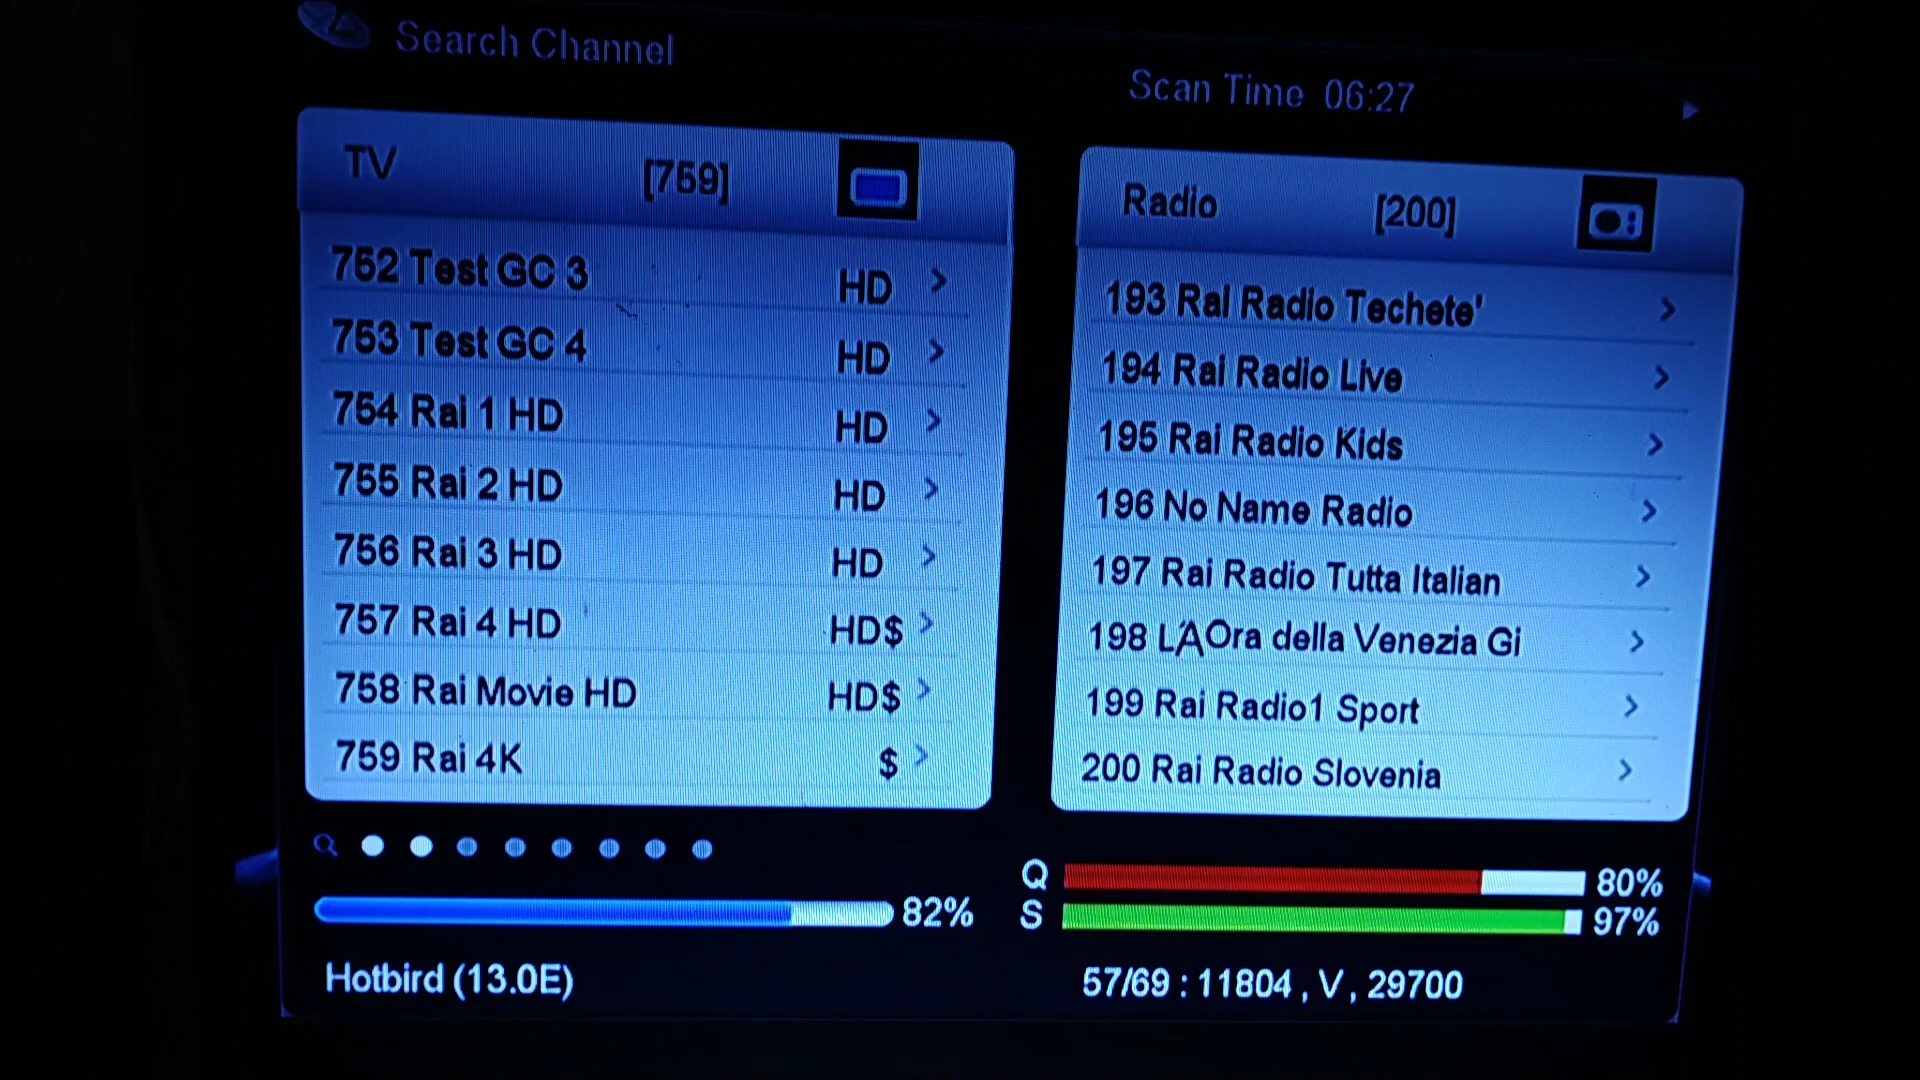 Search Channel
Scan Time 06:27
TV [759]
752 Test GC 3 HD >
753 Test GC 4 HD >
754 Rai 1 HD HD >
755 Rai 2 HD HD >
756 Rai 3 HD HD >
757 Rai 4 HD HD$ >
758 Rai Movie HD HD$ >
759 Rai 4K $ >
Radio [200]
193 Rai Radio Techete' >
194 Rai Radio Live >
195 Rai Radio Kids >
196 No Name Radio >
197 Rai Radio Tutta Italian >
198 L'ÀOra della Venezia Gi >
199 Rai Radio1 Sport >
200 Rai Radio Slovenia >
82%
Hotbird (13.0E)
Q 80%
S 97%
57/69 : 11804 , V , 29700